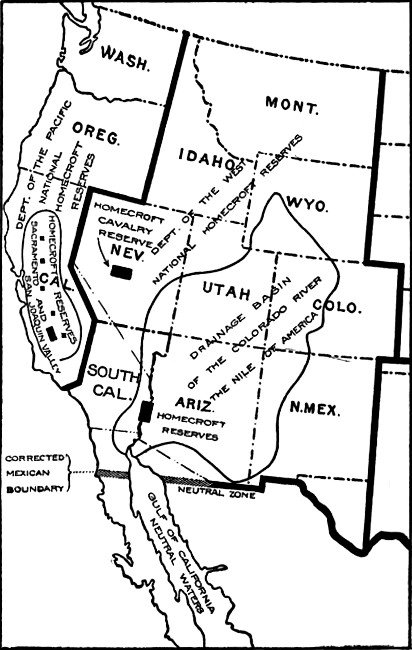 WASH.
MONT.
OREG.
IDAHO
WYO.
DEPT. OF THE PACIFIC
NATIONAL
HOMECROFT
RESERVES
DEPT. OF THE WEST
NATIONAL HOMECROFT RESERVES
HOMECROFT
CAVALRY
RESERVE
NEV.
CAL.
HOMECROFT RESERVES
SACRAMENTO AND
SAN JOAQUIN VALLEY
UTAH
COLO.
DRAINAGE BASIN
OF THE COLORADO RIVER
THE NILE OF AMERICA
SOUTH
CAL.
ARIZ.
HOMECROFT
RESERVES
N.MEX.
CORRECTED
MEXICAN
BOUNDARY
NEUTRAL ZONE
GULF OF CALIFORNIA
NEUTRAL WATERS